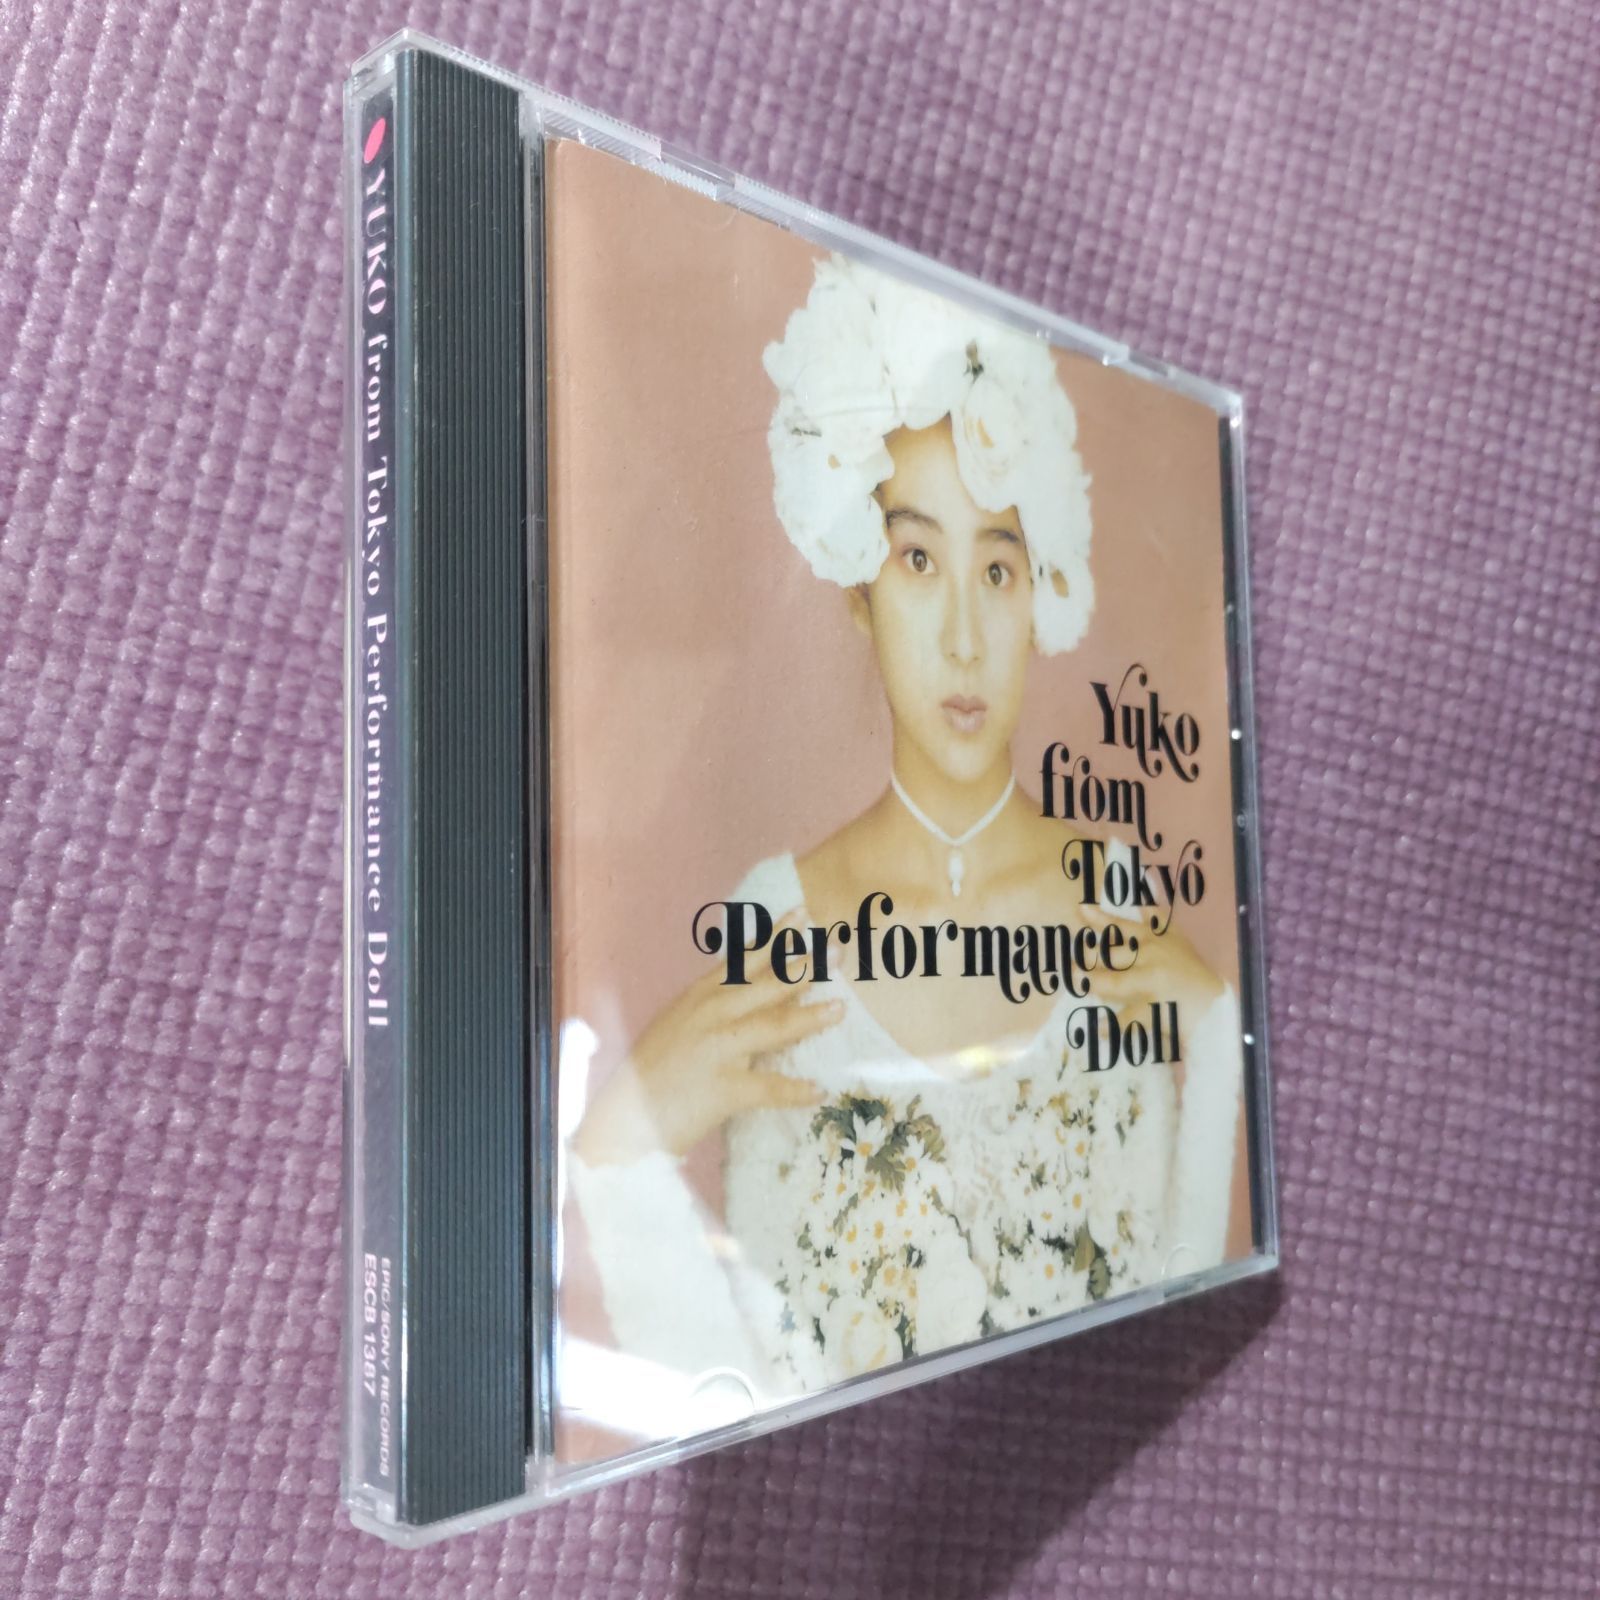 YUKO from Tokyo Performance Doll
EPIC/SONY RECORDS
ESCB 1387
Yuko
from
Tokyo
Performance
Doll